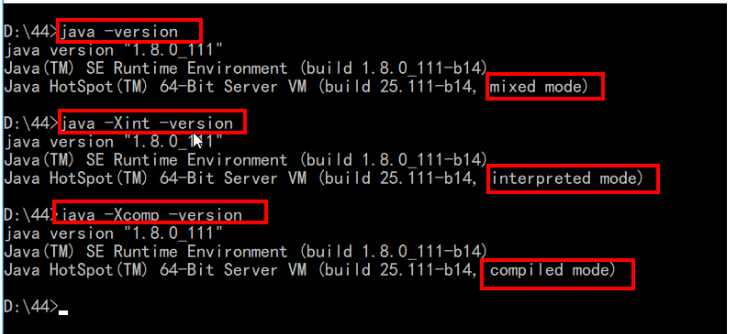 D:\44>java -version
java version "1.8.0_111"
Java(TM) SE Runtime Environment (build 1.8.0_111-b14)
Java HotSpot(TM) 64-Bit Server VM (build 25.111-b14, mixed mode)
D:\44>java -Xint -version
java version "1.8.0_111"
Java(TM) SE Runtime Environment (build 1.8.0_111-b14)
Java HotSpot(TM) 64-Bit Server VM (build 25.111-b14, interpreted mode)
D:\44>java -Xcomp -version
java version "1.8.0_111"
Java(TM) SE Runtime Environment (build 1.8.0_111-b14)
Java HotSpot(TM) 64-Bit Server VM (build 25.111-b14, compiled mode)
D:\44>